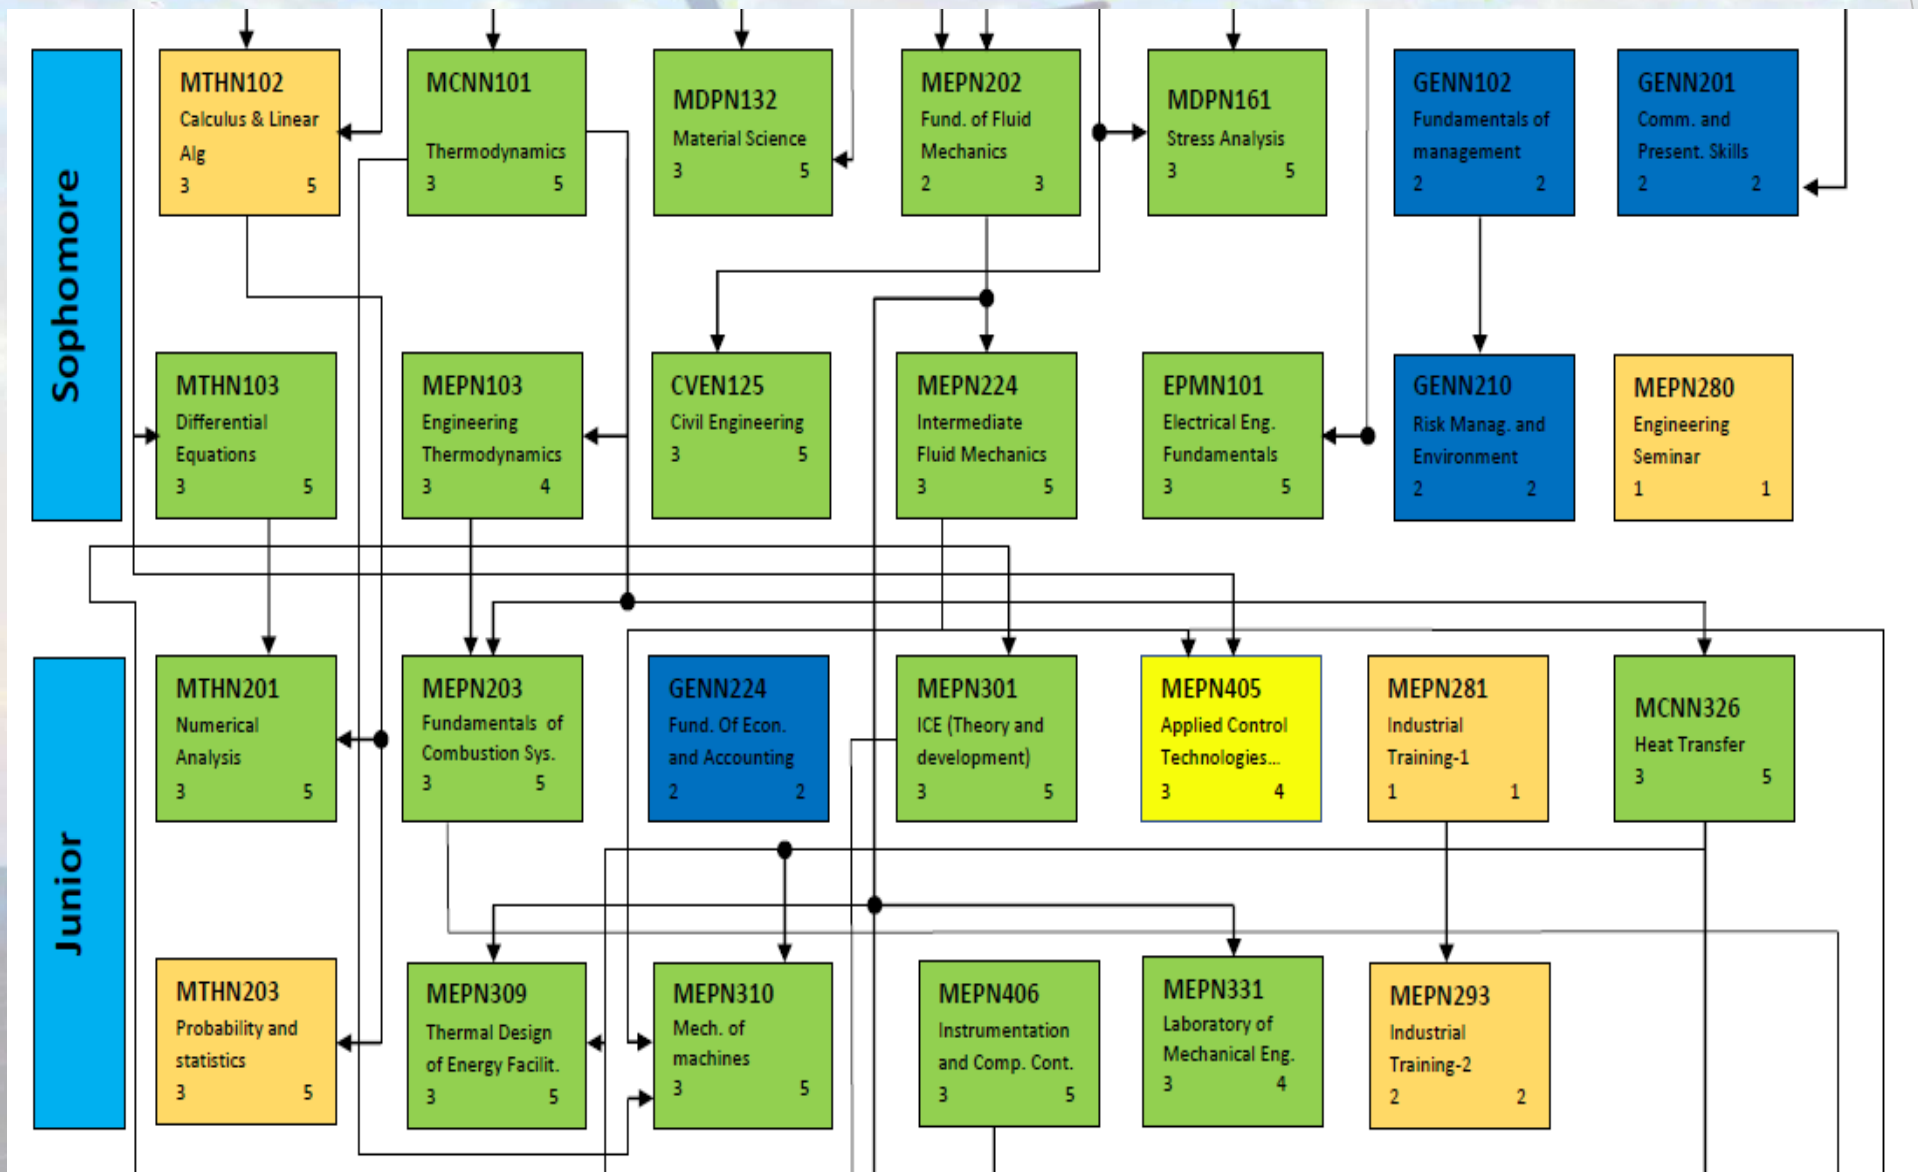 Sophomore
MTHN102
Calculus & Linear
Alg
3 5
MCNN101
Thermodynamics
3 5
MDPN132
Material Science
3 5
MEPN202
Fund. of Fluid
Mechanics
2 3
MDPN161
Stress Analysis
3 5
GENN102
Fundamentals of
management
2 2
GENN201
Comm. and
Present. Skills
2 2
MTHN103
Differential
Equations
3 5
MEPN103
Engineering
Thermodynamics
3 4
CVEN125
Civil Engineering
3 5
MEPN224
Intermediate
Fluid Mechanics
3 5
EPMN101
Electrical Eng.
Fundamentals
3 5
GENN210
Risk Manag. and
Environment
2 2
MEPN280
Engineering
Seminar
1 1
Junior
MTHN201
Numerical
Analysis
3 5
MEPN203
Fundamentals of
Combustion Sys.
3 5
GENN224
Fund. Of Econ.
and Accounting
2 2
MEPN301
ICE (Theory and
development)
3 5
MEPN405
Applied Control
Technologies...
3 4
MEPN281
Industrial
Training-1
1 1
MCNN326
Heat Transfer
3 5
MTHN203
Probability and
statistics
3 5
MEPN309
Thermal Design
of Energy Facilit.
3 5
MEPN310
Mech. of
machines
3 5
MEPN406
Instrumentation
and Comp. Cont.
3 5
MEPN331
Laboratory of
Mechanical Eng.
3 4
MEPN293
Industrial
Training-2
2 2